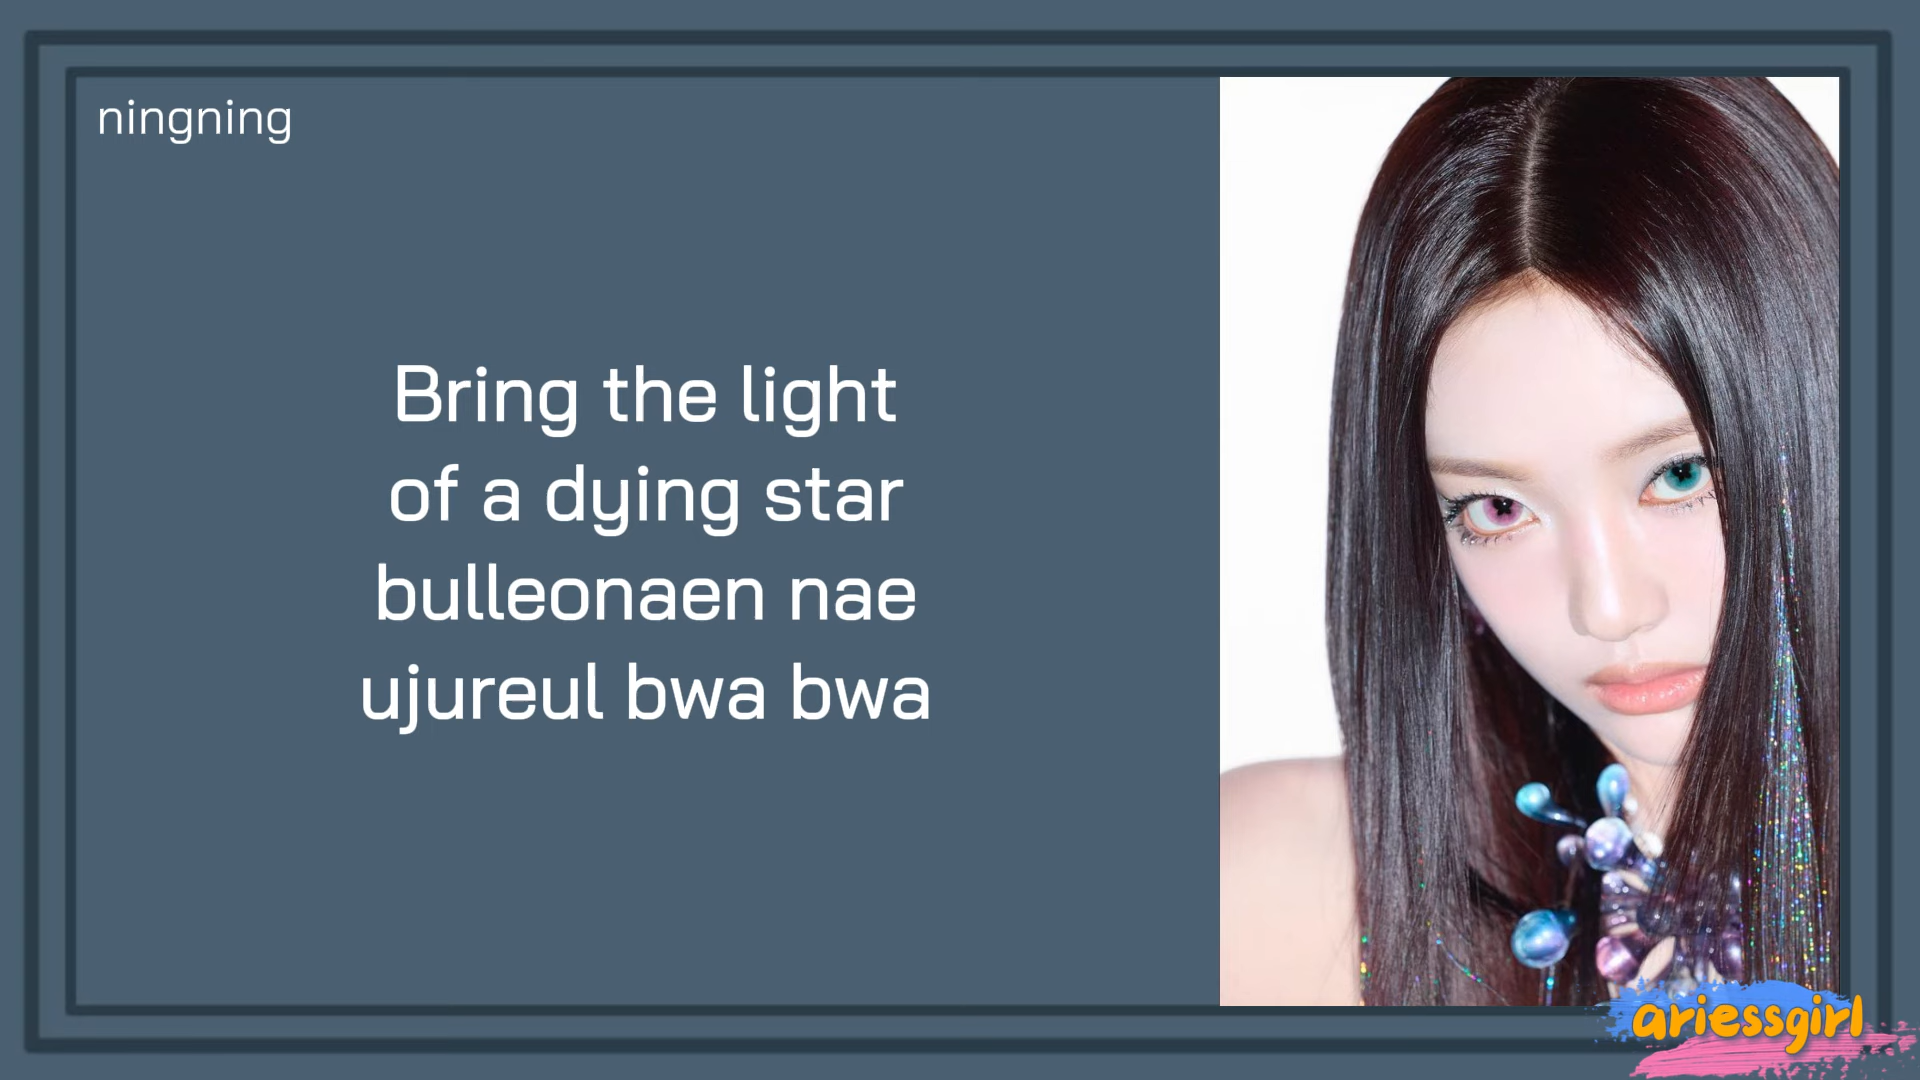 ningning
Bring the light
of a dying star
bulleonaen nae
ujureul bwa bwa
ariessgirl